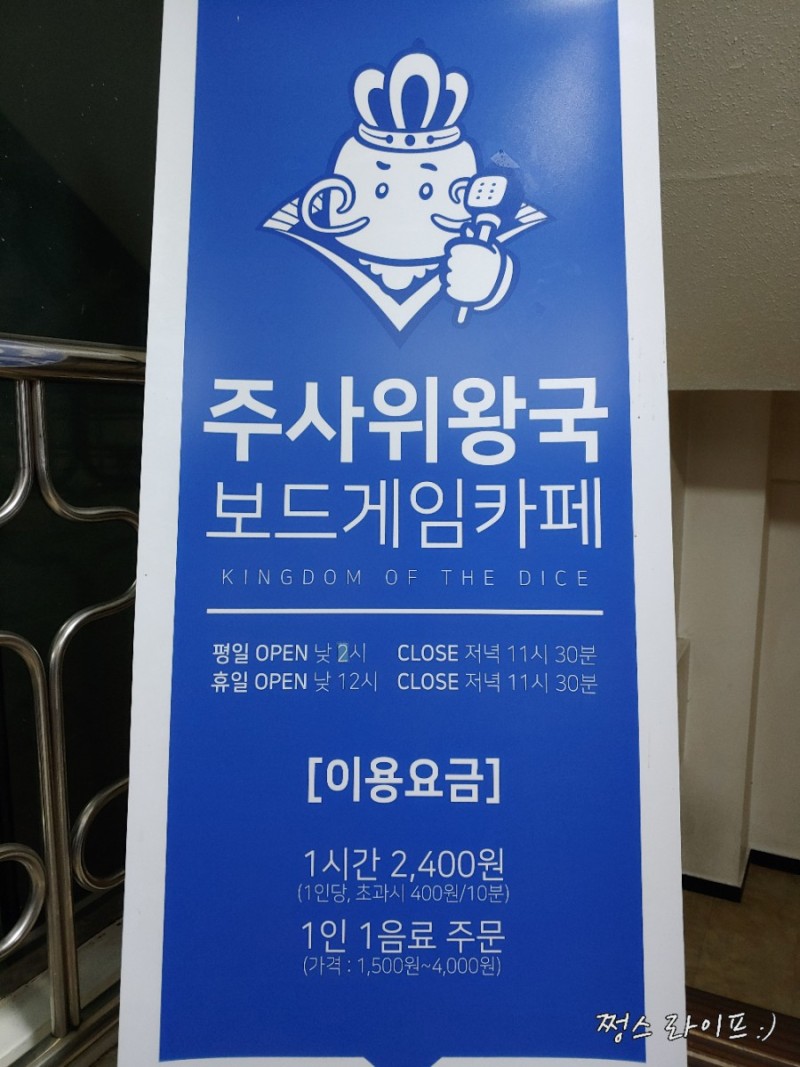 주사위왕국
보드게임카페
KINGDOM OF THE DICE
평일 OPEN 낮 2시 CLOSE 저녁 11시 30분
휴일 OPEN 낮 12시 CLOSE 저녁 11시 30분
[이용요금]
1시간 2,400원
(1인당, 초과시 400원/10분)
1인 1음료 주문
(가격 : 1,500원~4,000원)
쩡스 라이프 :)